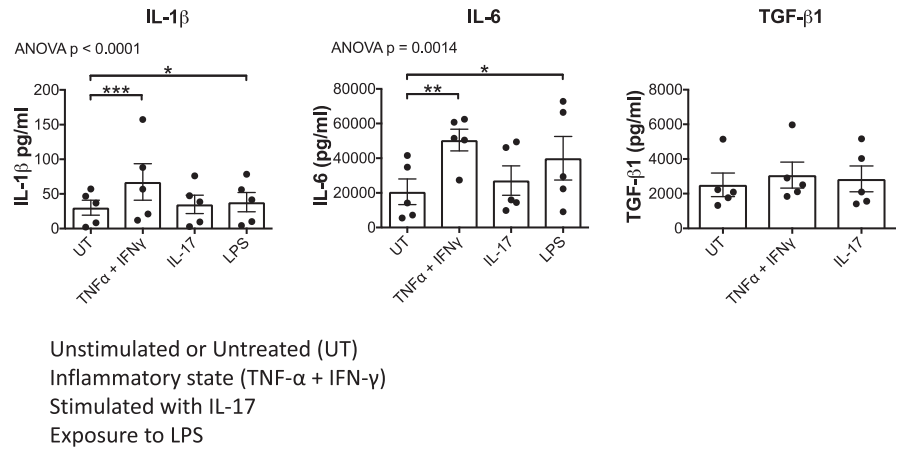 IL-1β
ANOVA p < 0.0001
*
***
200
150
100
50
0
IL-1β pg/ml
UT
TNFα + IFNγ
IL-17
LPS
IL-6
ANOVA p = 0.0014
*
**
80000
60000
40000
20000
0
IL-6 (pg/ml)
UT
TNFα + IFNγ
IL-17
LPS
TGF-β1
8000
6000
4000
2000
0
TGF-β1 (pg/ml)
UT
TNFα + IFNγ
IL-17
Unstimulated or Untreated (UT)
Inflammatory state (TNF-α + IFN-γ)
Stimulated with IL-17
Exposure to LPS